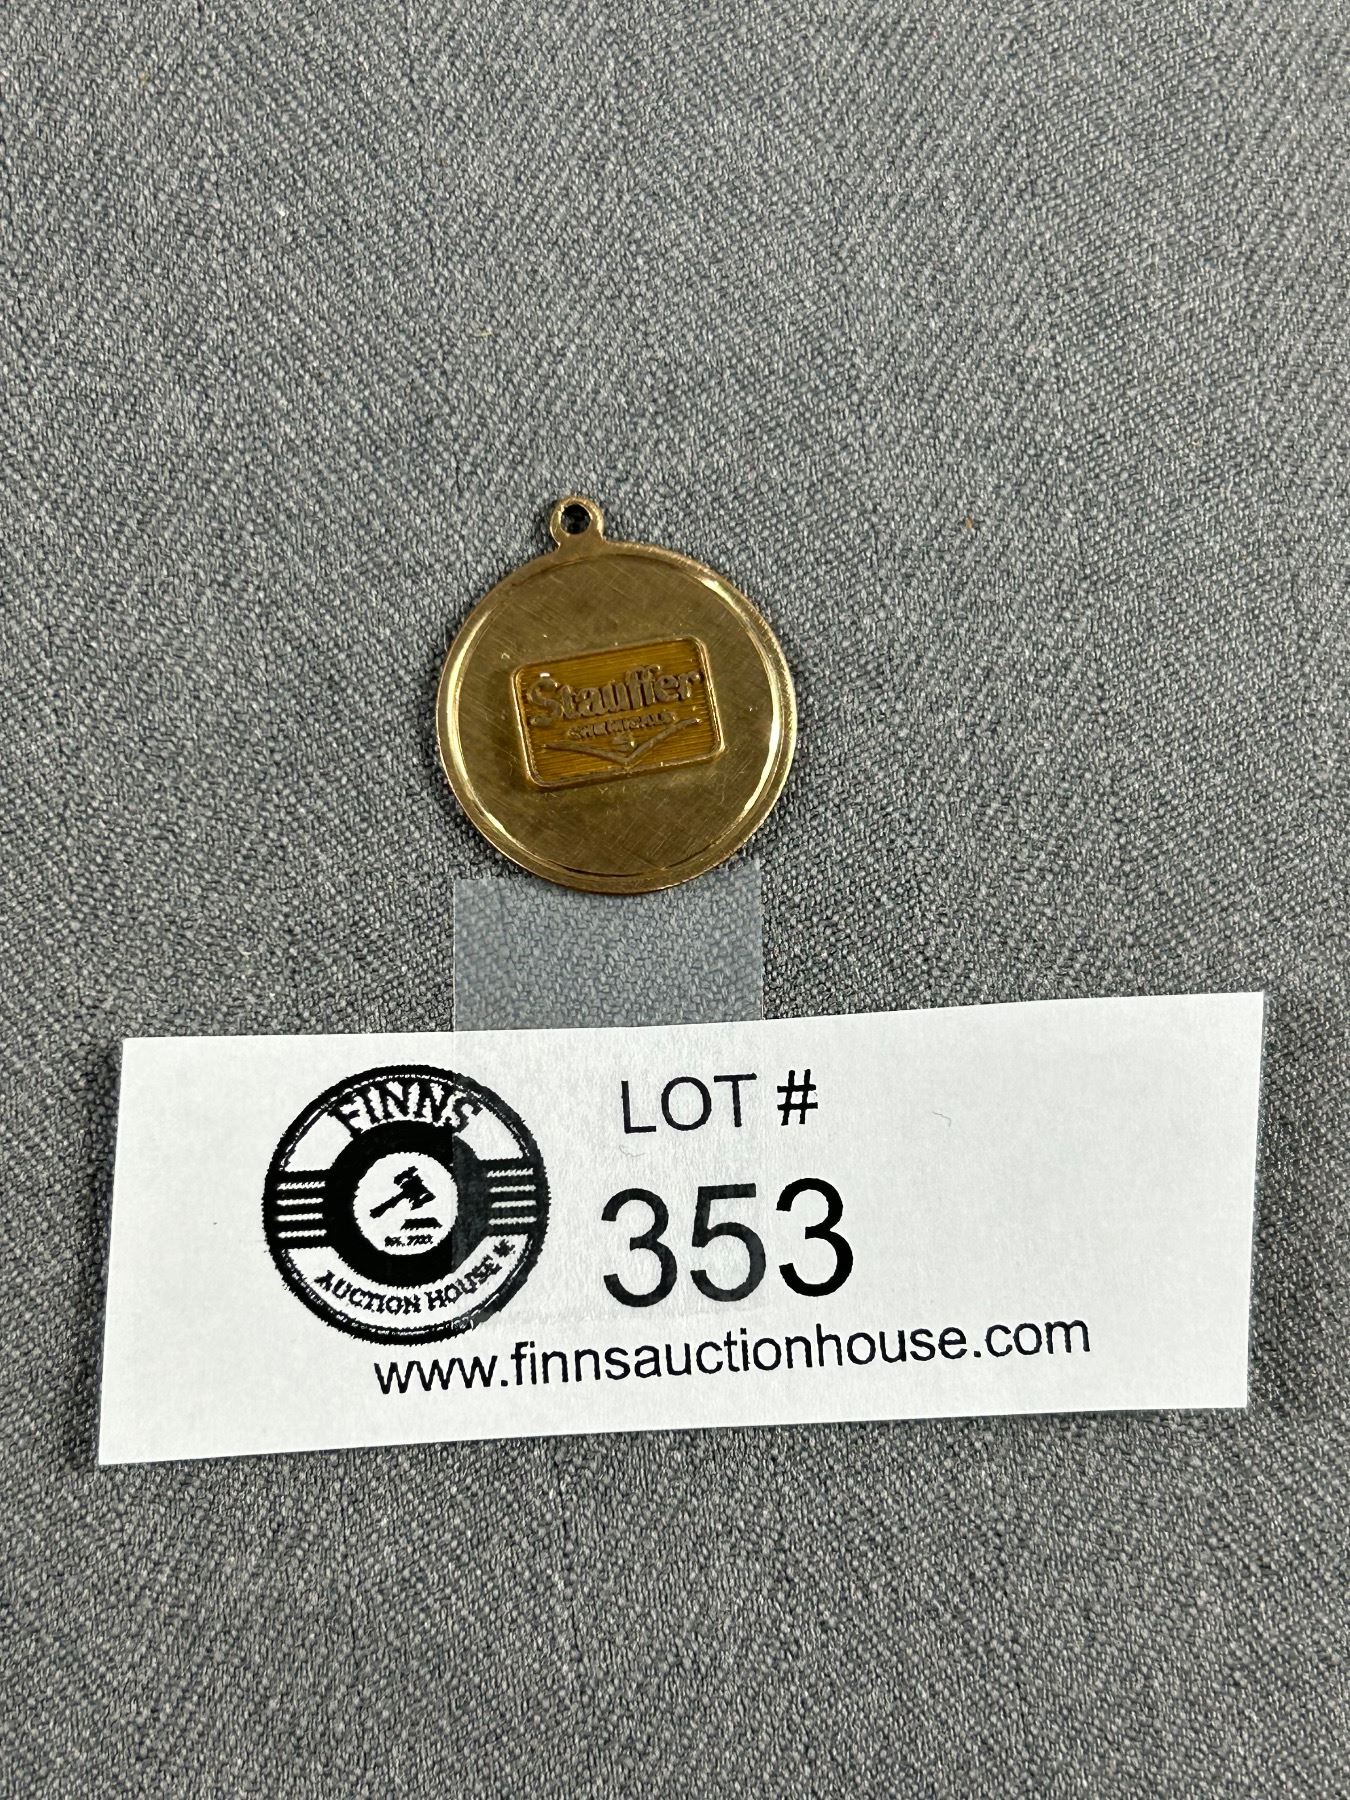 Stauffer
CHEMICALS
S
FINNS
AUCTION HOUSE
LOT #
353
www.finnsauctionhouse.com